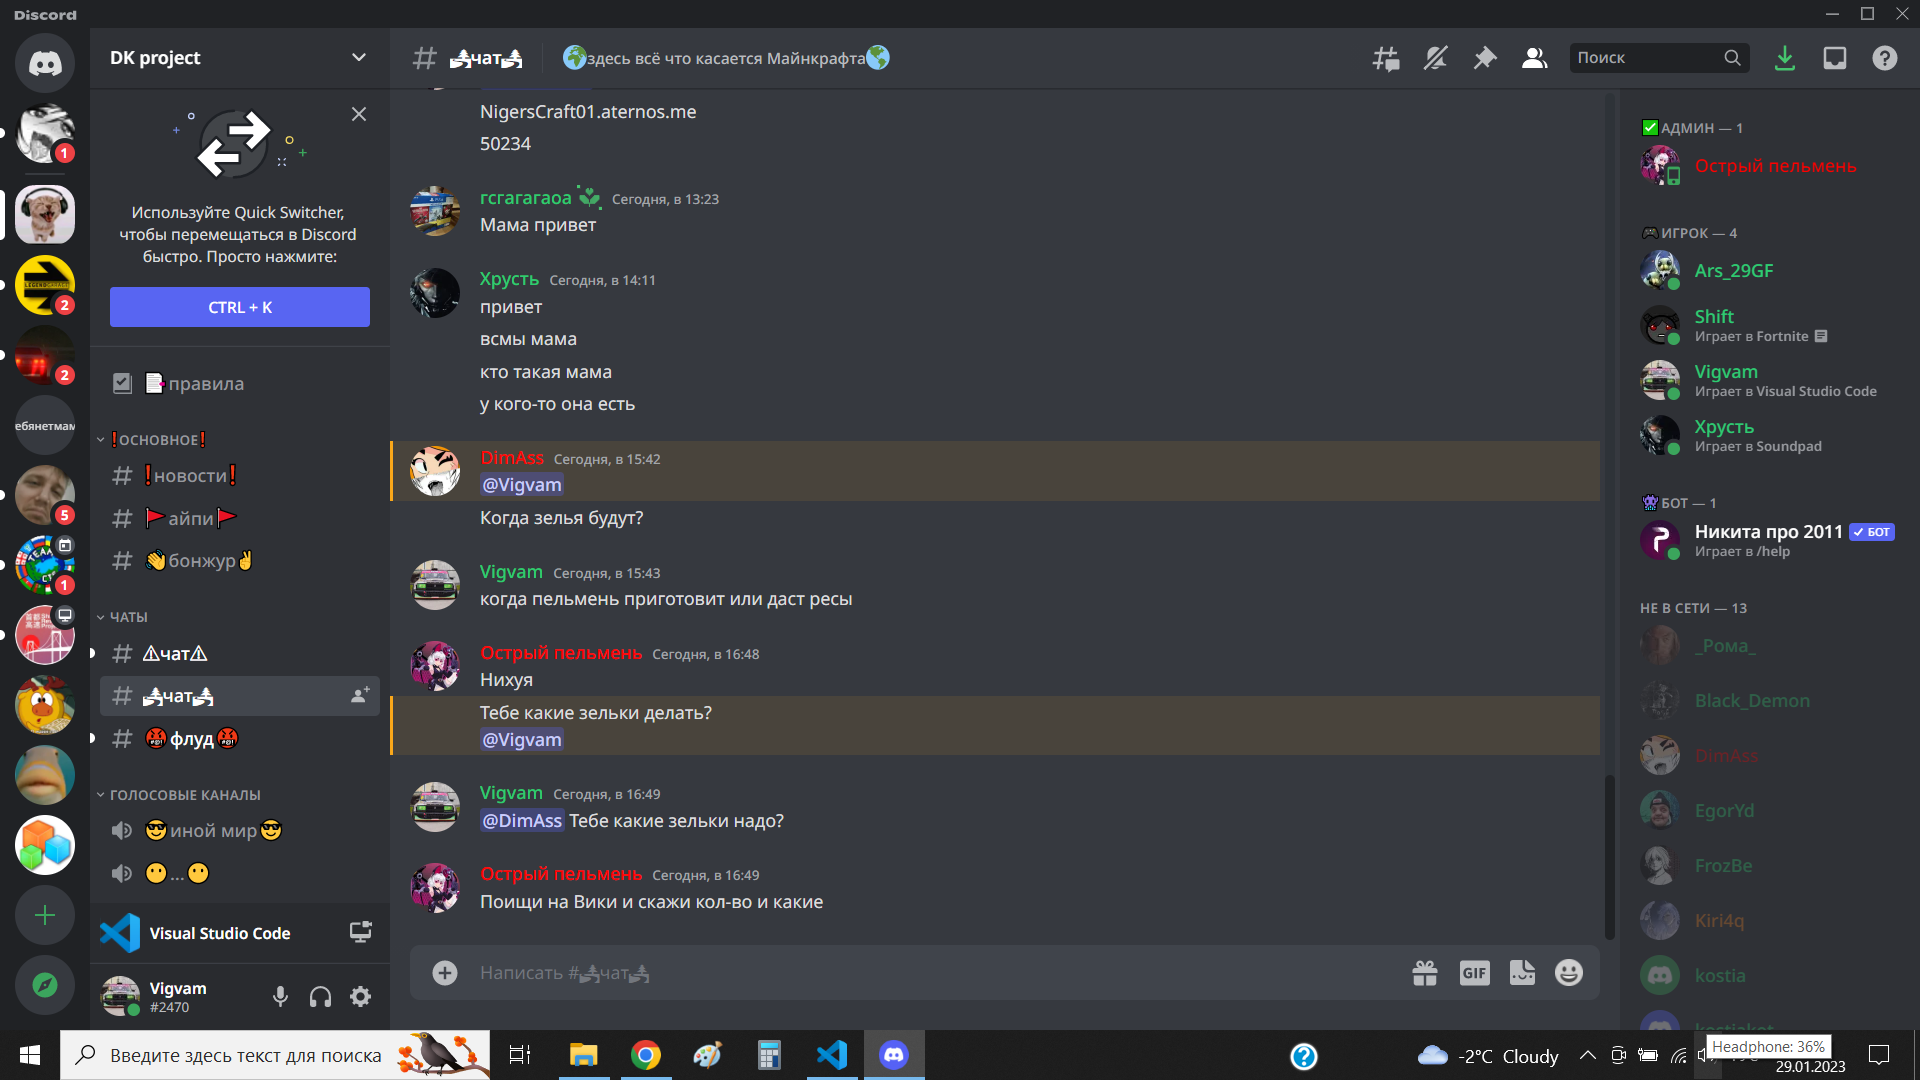 Discord
DK project
#
чат
здесь всё что касается Майнкрафта
Поиск
1
2
2
ебянетмам
5
1
Используйте Quick Switcher,
чтобы перемещаться в Discord
быстро. Просто нажмите:
CTRL + K
правила
❗ОСНОВНОЕ❗
❗новости❗
айпи
бонжур
ЧАТЫ
⚠чат⚠
чат
флуд
ГОЛОСОВЫЕ КАНАЛЫ
иной мир
...
Visual Studio Code
Vigvam
#2470
NigersCraft01.aternos.me
50234
гсгагагаоа Сегодня, в 13:23
Мама привет
Хрусть Сегодня, в 14:11
привет
всмы мама
кто такая мама
у кого-то она есть
DimAss Сегодня, в 15:42
@Vigvam
Когда зелья будут?
Vigvam Сегодня, в 15:43
когда пельмень приготовит или даст ресы
Острый пельмень Сегодня, в 16:48
Нихуя
Тебе какие зельки делать?
@Vigvam
Vigvam Сегодня, в 16:49
@DimAss Тебе какие зельки надо?
Острый пельмень Сегодня, в 16:49
Поищи на Вики и скажи кол-во и какие
Написать #чат
GIF
АДМИН — 1
Острый пельмень
ИГРОК — 4
Ars_29GF
Shift
Играет в Fortnite
Vigvam
Играет в Visual Studio Code
Хрусть
Играет в Soundpad
БОТ — 1
Никита про 2011 БОТ
Играет в /help
НЕ В СЕТИ — 13
_Рома_
Black_Demon
DimAss
EgorYd
FrozBe
Kiri4q
kostia
Введите здесь текст для поиска
-2°C Cloudy
Headphone: 36%
29.01.2023